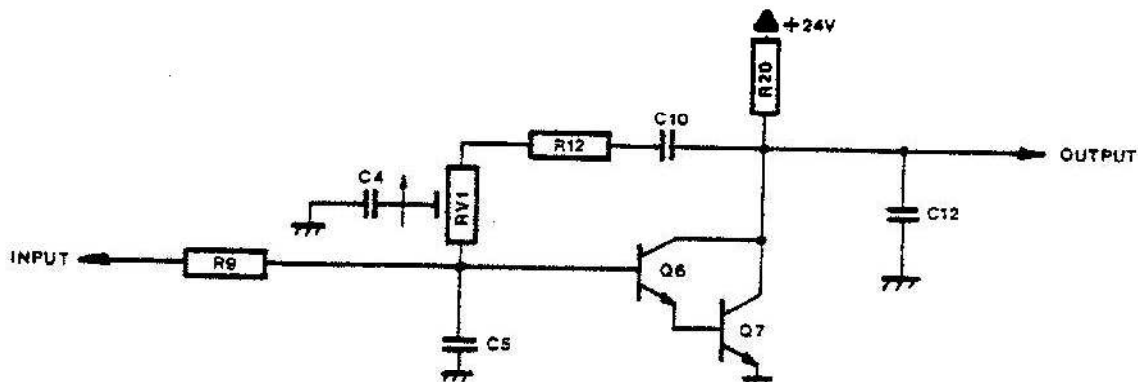 +24V
R20
C10
R12
OUTPUT
C4
RV1
C12
INPUT
R9
Q6
C5
Q7